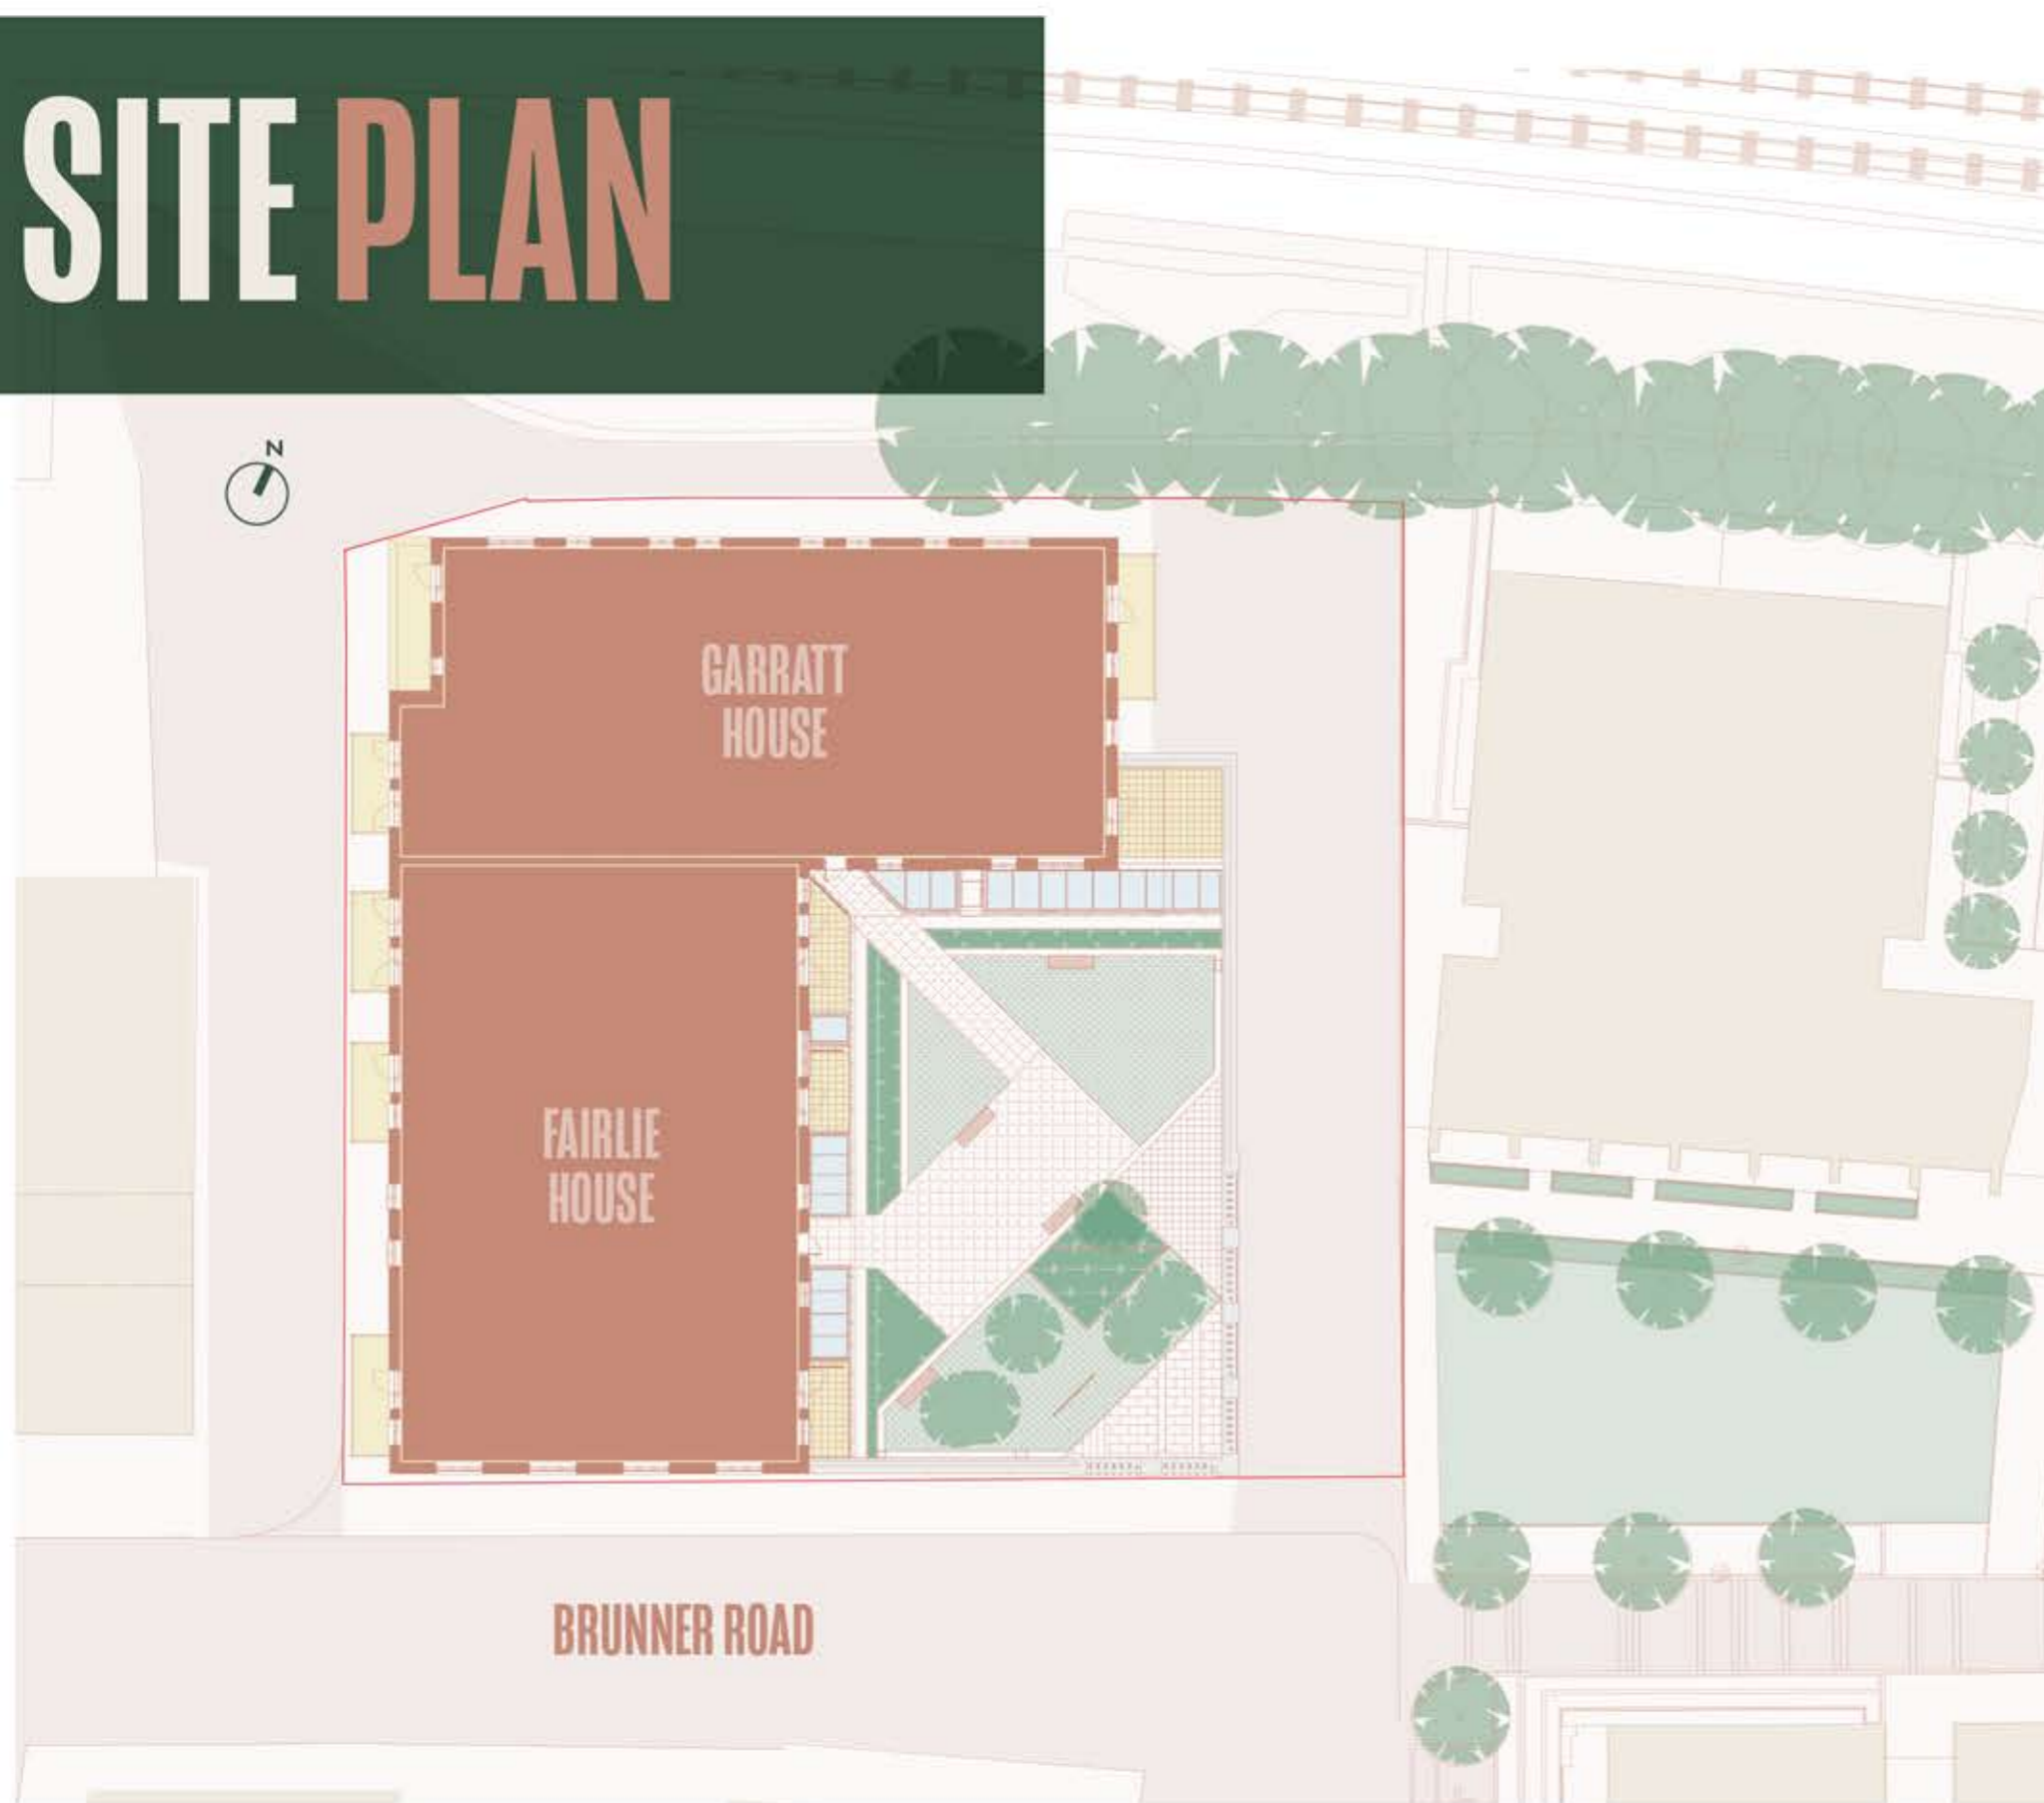 SITE PLAN
N
GARRATT
HOUSE
FAIRLIE
HOUSE
BRUNNER ROAD